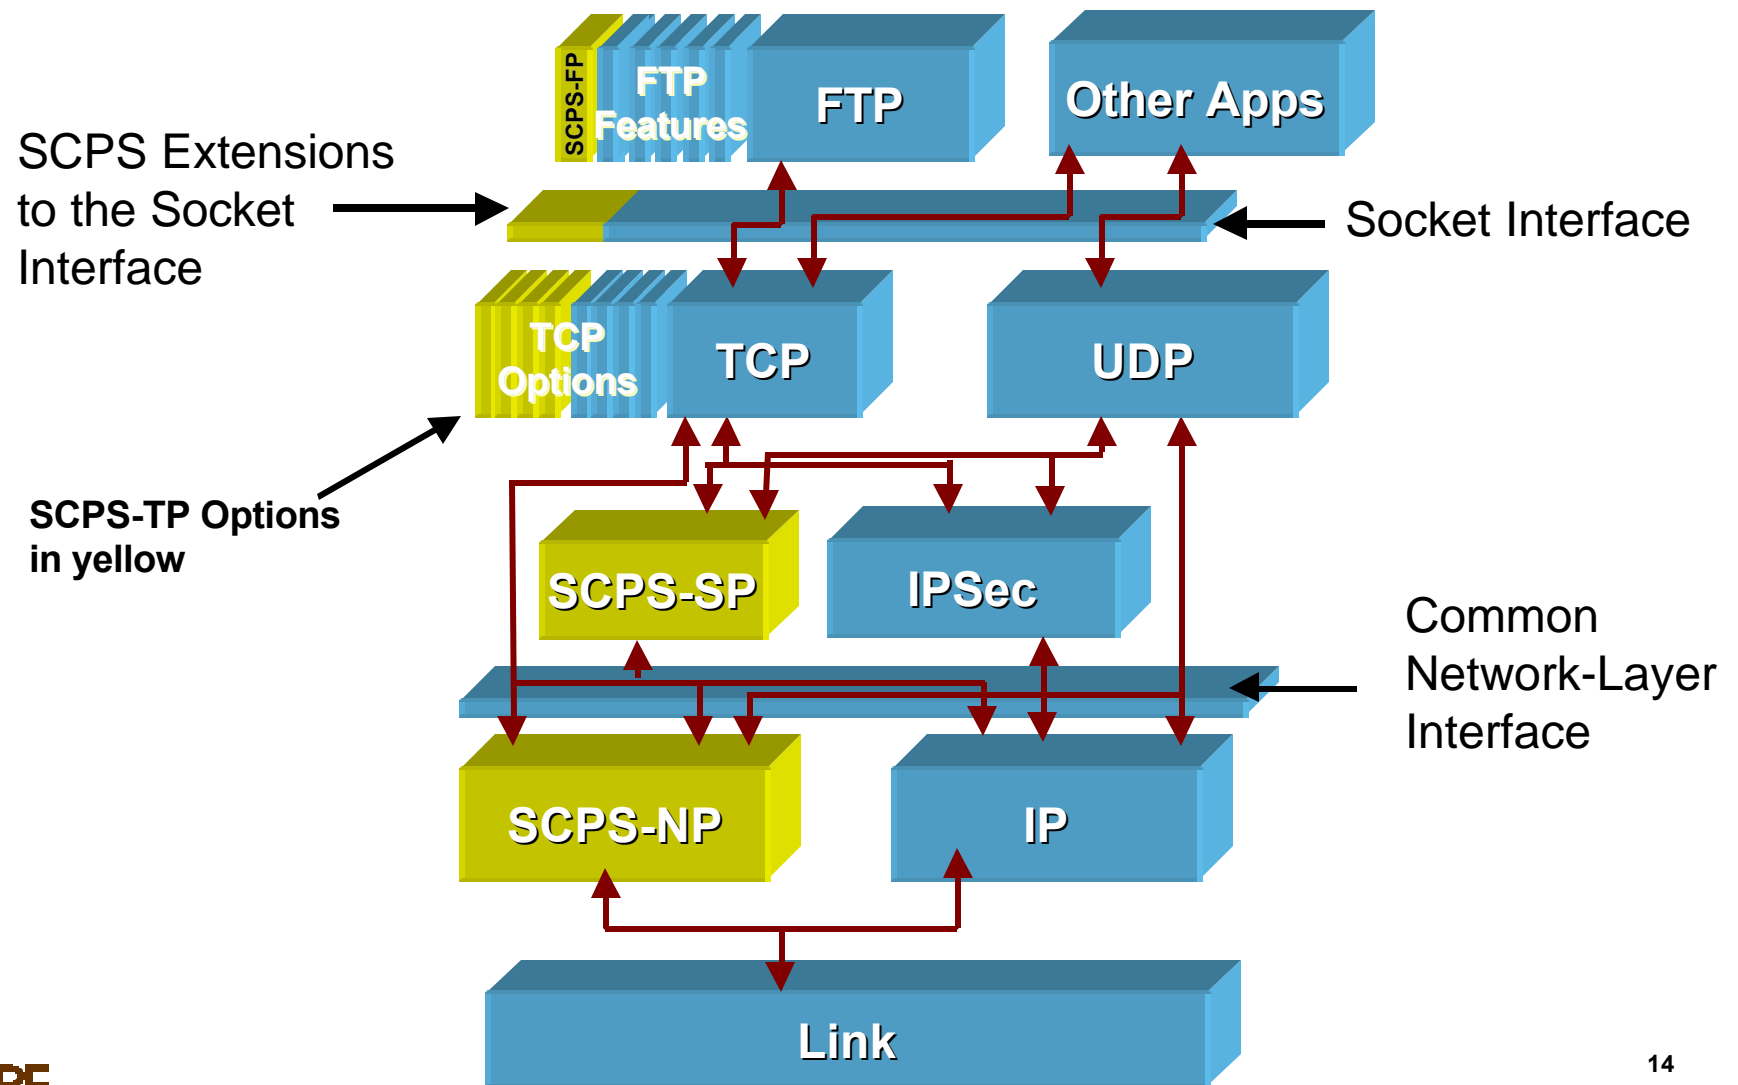 SCPS-FP
FTP
Features
FTP
Other Apps
SCPS Extensions
to the Socket
Interface
Socket Interface
TCP
Options
TCP
UDP
SCPS-TP Options
in yellow
SCPS-SP
IPSec
Common
Network-Layer
Interface
SCPS-NP
IP
Link
14